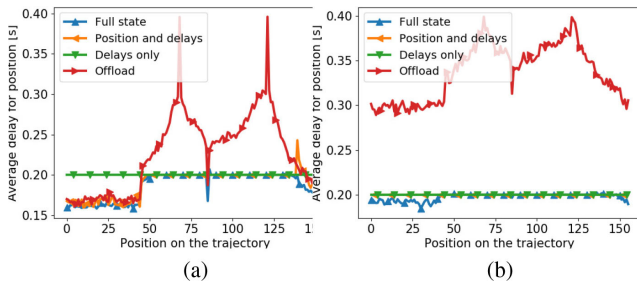 0.40
0.35
0.30
0.25
0.20
0.15
Average delay for position [s]
Full state
Position and delays
Delays only
Offload
0 25 50 75 100 125 150
Position on the trajectory
(a)
0.40
0.35
0.30
0.25
0.20
Average delay for position [s]
Full state
Position and delays
Delays only
Offload
0 25 50 75 100 125 150
Position on the trajectory
(b)